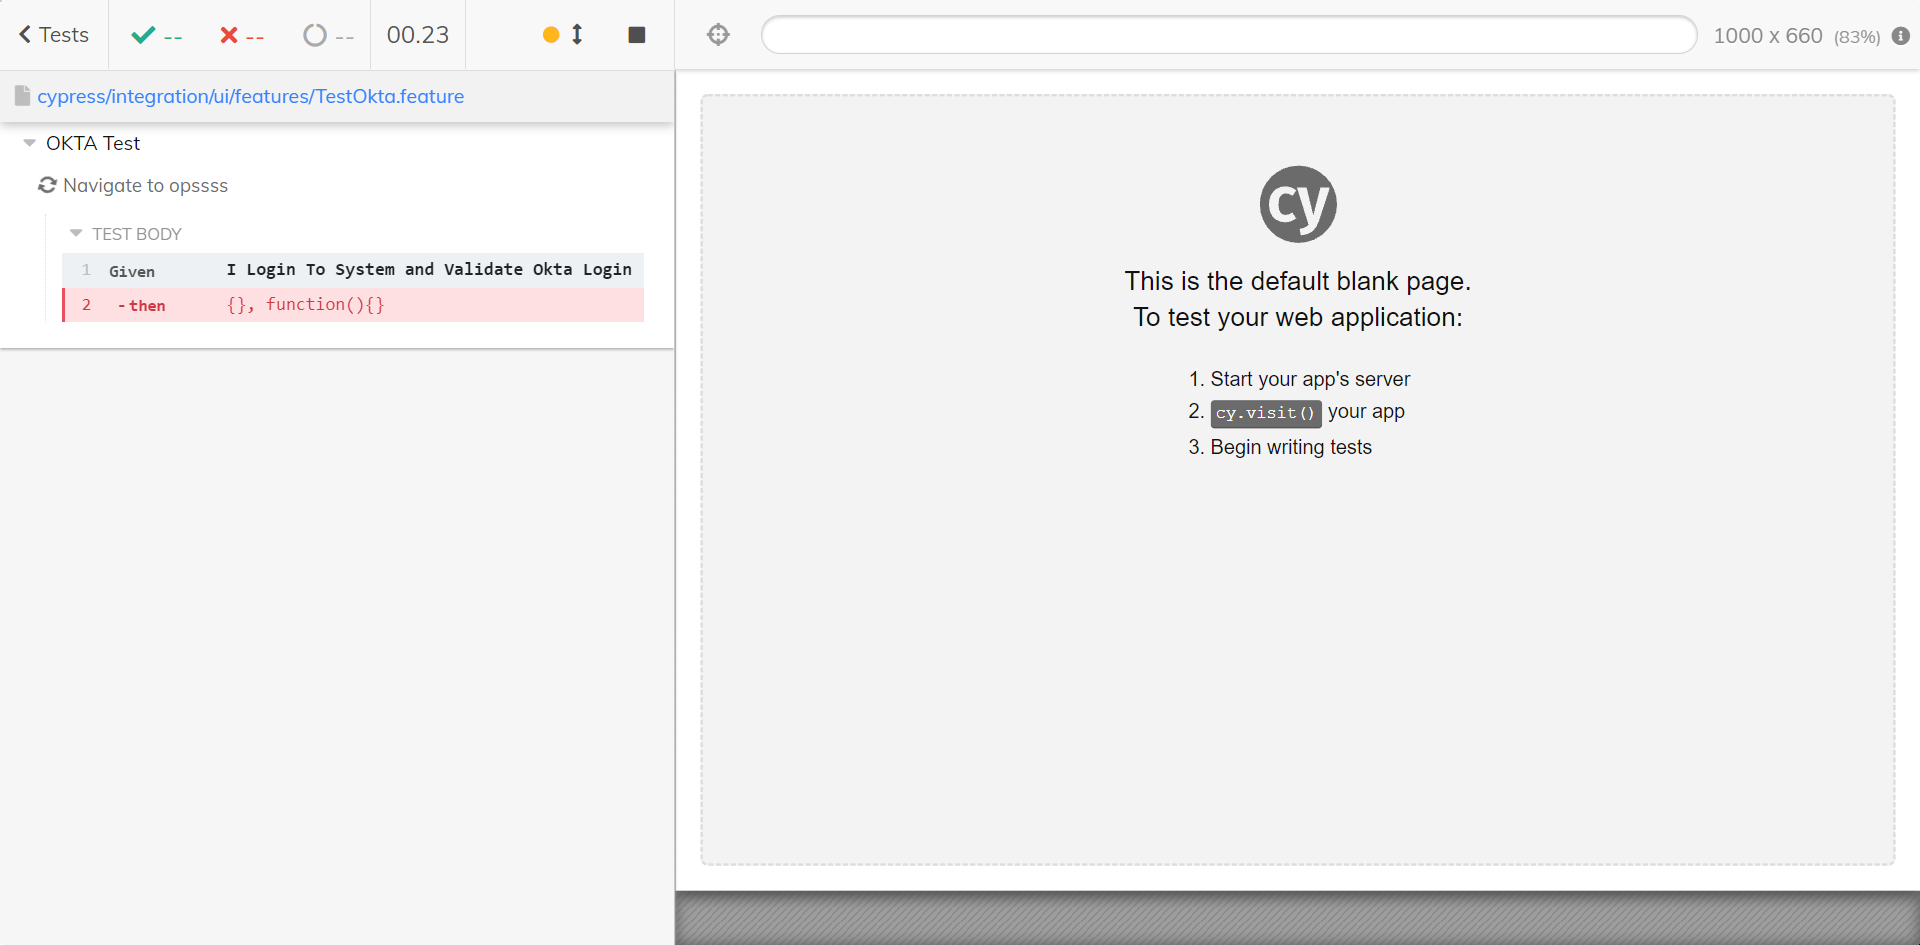 Tests
--
--
--
00.23
1000 x 660 (83%)
cypress/integration/ui/features/TestOkta.feature
OKTA Test
Navigate to opssss
TEST BODY
1 Given I Login To System and Validate Okta Login
2 -then {}, function(){}
cy
This is the default blank page.
To test your web application:
1. Start your app's server
2. cy.visit() your app
3. Begin writing tests